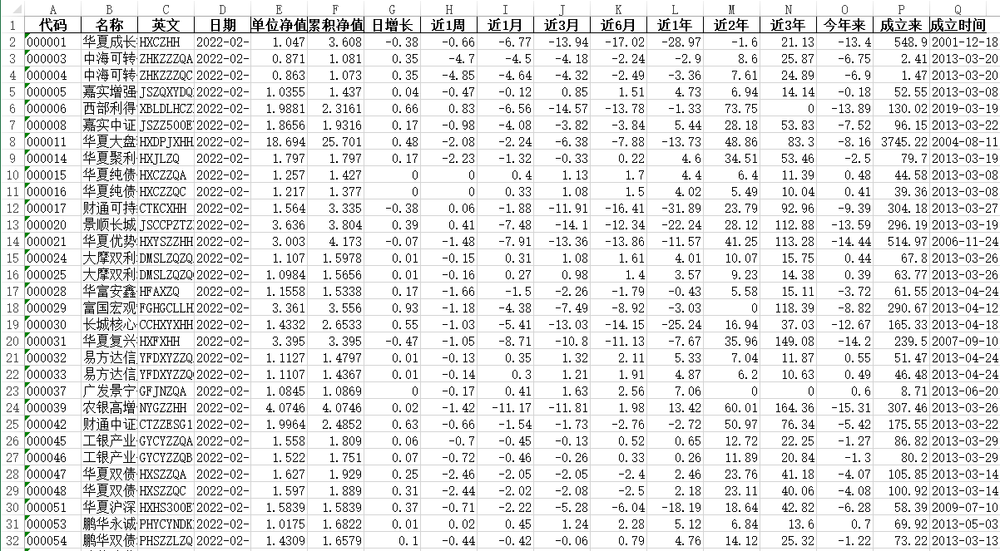 A B C D E F G H I J K L M N O P Q
1 代码 名称 英文 日期 单位净值 累积净值 日增长 近1周 近1月 近3月 近6月 近1年 近2年 近3年 今年来 成立来 成立时间
2 000001 华夏成长 HXCZHH 2022-02- 1.047 3.608 -0.38 -0.66 -6.77 -13.94 -17.02 -28.97 -1.6 21.13 -13.4 548.9 2001-12-18
3 000003 中海可转 ZHKZZZQA 2022-02- 0.871 1.081 0.35 -4.7 -4.5 -4.18 -2.24 -2.9 8.6 25.87 -6.75 2.41 2013-03-20
4 000004 中海可转 ZHKZZZQC 2022-02- 0.863 1.073 0.35 -4.85 -4.64 -4.32 -2.49 -3.36 7.61 24.89 -6.9 1.47 2013-03-20
5 000005 嘉实增强 JSZQXYDQ 2022-02- 1.0355 1.437 0.04 -0.47 -0.12 0.85 1.51 4.73 6.94 14.14 -0.18 52.55 2013-03-08
6 000006 西部利得 XBLDLHCZ 2022-02- 1.9881 2.3161 0.66 0.83 -6.56 -14.57 -13.78 -1.33 73.75 0 -13.89 130.02 2019-03-19
7 000008 嘉实中证 JSZZ500E 2022-02- 1.8656 1.9316 0.17 -0.98 -4.08 -3.82 -3.84 5.44 28.18 53.83 -7.52 96.15 2013-03-22
8 000011 华夏大盘 HXDPJXHH 2022-02- 18.694 25.701 0.48 -2.08 -2.24 -6.38 -7.88 -13.73 48.86 83.3 -8.16 3745.22 2004-08-11
9 000014 华夏聚利 HXJLZQ 2022-02- 1.797 1.797 0.17 -2.23 -1.32 -0.33 0.22 4.6 34.51 53.46 -2.5 79.7 2013-03-19
10 000015 华夏纯债 HXCZZQA 2022-02- 1.257 1.427 0 0 0.4 1.13 1.7 4.4 6.4 11.39 0.48 44.58 2013-03-08
11 000016 华夏纯债 HXCZZQC 2022-02- 1.217 1.377 0 0 0.33 1.08 1.5 4.02 5.49 10.04 0.41 39.36 2013-03-08
12 000017 财通可持 CTKCXHH 2022-02- 1.564 3.335 -0.38 0.06 -1.88 -11.91 -16.41 -31.89 23.79 92.96 -9.39 304.18 2013-03-27
13 000020 景顺长城 JSCCPZTZ 2022-02- 3.636 3.804 0.39 0.41 -7.48 -14.1 -12.34 -22.24 28.12 112.88 -13.59 296.19 2013-03-19
14 000021 华夏优势 HXYSZZHH 2022-02- 3.003 4.173 -0.07 -1.48 -7.91 -13.36 -13.86 -11.57 41.25 113.28 -14.44 514.97 2006-11-24
15 000024 大摩双利 DMSLZQZQ 2022-02- 1.107 1.5978 0.01 -0.15 0.31 1.08 1.61 4.01 10.07 15.75 0.44 67.8 2013-03-26
16 000025 大摩双利 DMSLZQZQ 2022-02- 1.0984 1.5656 0.01 -0.16 0.27 0.98 1.4 3.57 9.23 14.38 0.39 63.77 2013-03-26
17 000028 华富安鑫 HFAXZQ 2022-02- 1.1558 1.5338 0.17 -1.66 -1.5 -2.26 -1.79 -0.43 5.58 15.11 -3.72 61.55 2013-04-24
18 000029 富国宏观 FGHGCLLH 2022-02- 3.361 3.556 0.93 -1.18 -4.38 -7.49 -8.92 -3.03 0 118.39 -8.82 290.67 2013-04-12
19 000030 长城核心 CCHXYXHH 2022-02- 1.4332 2.6533 0.55 -1.03 -5.41 -13.03 -14.15 -25.24 16.94 37.03 -12.67 165.33 2013-04-18
20 000031 华夏复兴 HXFXHH 2022-02- 3.395 3.395 -0.47 -1.05 -8.71 -10.8 -11.13 -7.67 35.96 149.08 -14.2 239.5 2007-09-10
21 000032 易方达信 YFDXYZZQ 2022-02- 1.1127 1.4797 0.01 -0.13 0.35 1.32 2.11 5.33 7.04 11.87 0.55 51.47 2013-04-24
22 000033 易方达信 YFDXYZZQ 2022-02- 1.1107 1.4367 0.01 -0.14 0.3 1.21 1.91 4.87 6.2 10.63 0.49 46.48 2013-04-24
23 000037 广发景宁 GFJNZQA 2022-02- 1.0845 1.0869 0 -0.17 0.41 1.63 2.56 7.06 0 0 0.6 8.71 2013-06-20
24 000039 农银高增 NYGZZHH 2022-02- 4.0746 4.0746 0.02 -1.42 -11.17 -11.81 1.98 13.42 60.01 164.36 -15.31 307.46 2013-03-26
25 000042 财通中证 CTZZESG1 2022-02- 1.9964 2.4852 0.63 -0.66 -1.54 -1.73 -2.76 -2.72 50.97 76.34 -5.42 175.55 2013-03-22
26 000045 工银产业 GYCYZZQA 2022-02- 1.558 1.809 0.06 -0.7 -0.45 -0.13 0.52 0.65 12.72 22.25 -1.27 86.82 2013-03-29
27 000046 工银产业 GYCYZZQB 2022-02- 1.522 1.751 0.07 -0.72 -0.46 -0.26 0.33 0.26 11.89 20.84 -1.3 80.2 2013-03-29
28 000047 华夏双债 HXSZZQA 2022-02- 1.627 1.929 0.25 -2.46 -2.05 -2.05 -2.4 2.46 23.76 41.18 -4.07 105.85 2013-03-14
29 000048 华夏双债 HXSZZQC 2022-02- 1.597 1.889 0.31 -2.44 -2.02 -2.08 -2.5 2.18 23.11 40.06 -4.08 100.92 2013-03-14
30 000051 华夏沪深 HXHS300E 2022-02- 1.5839 1.5839 0.37 -0.71 -2.22 -5.28 -6.04 -18.19 18.64 42.82 -6.28 58.39 2009-07-10
31 000053 鹏华永诚 PHYCYNDK 2022-02- 1.0175 1.6822 0.01 0.02 0.45 1.24 2.28 5.12 6.84 13.6 0.7 69.92 2013-05-03
32 000054 鹏华双债 PHSZZLZQ 2022-02- 1.4309 1.6579 0.1 -0.44 -0.42 -0.06 0.79 4.76 14.12 25.32 -1.22 73.22 2013-03-14